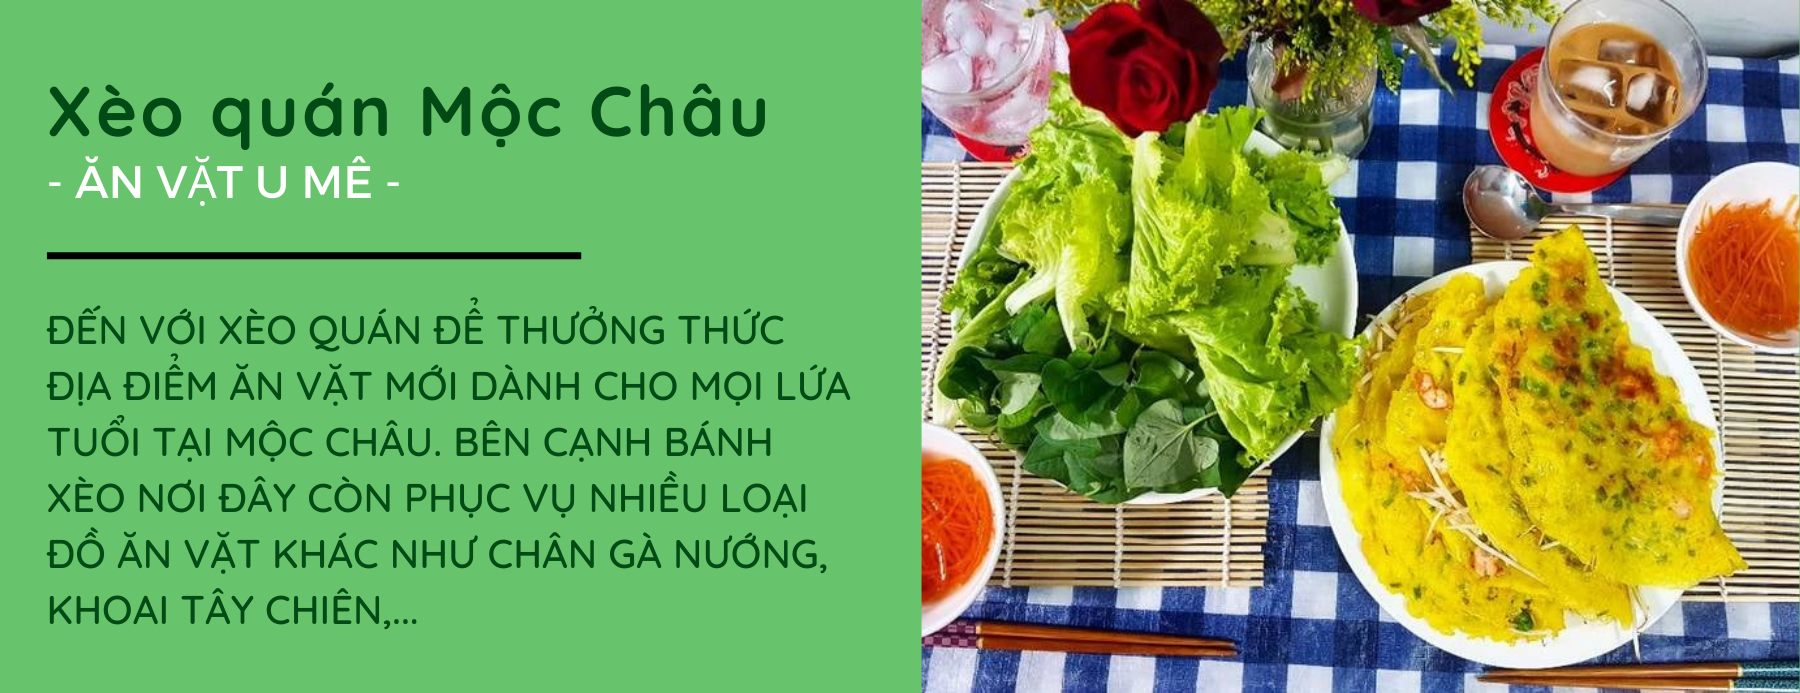 Xèo quán Mộc Châu
- ĂN VẶT U MÊ -
ĐẾN VỚI XÈO QUÁN ĐỂ THƯỞNG THỨC
ĐỊA ĐIỂM ĂN VẶT MỚI DÀNH CHO MỌI LỨA
TUỔI TẠI MỘC CHÂU. BÊN CẠNH BÁNH
XÈO NƠI ĐÂY CÒN PHỤC VỤ NHIỀU LOẠI
ĐỒ ĂN VẶT KHÁC NHƯ CHÂN GÀ NƯỚNG,
KHOAI TÂY CHIÊN,...